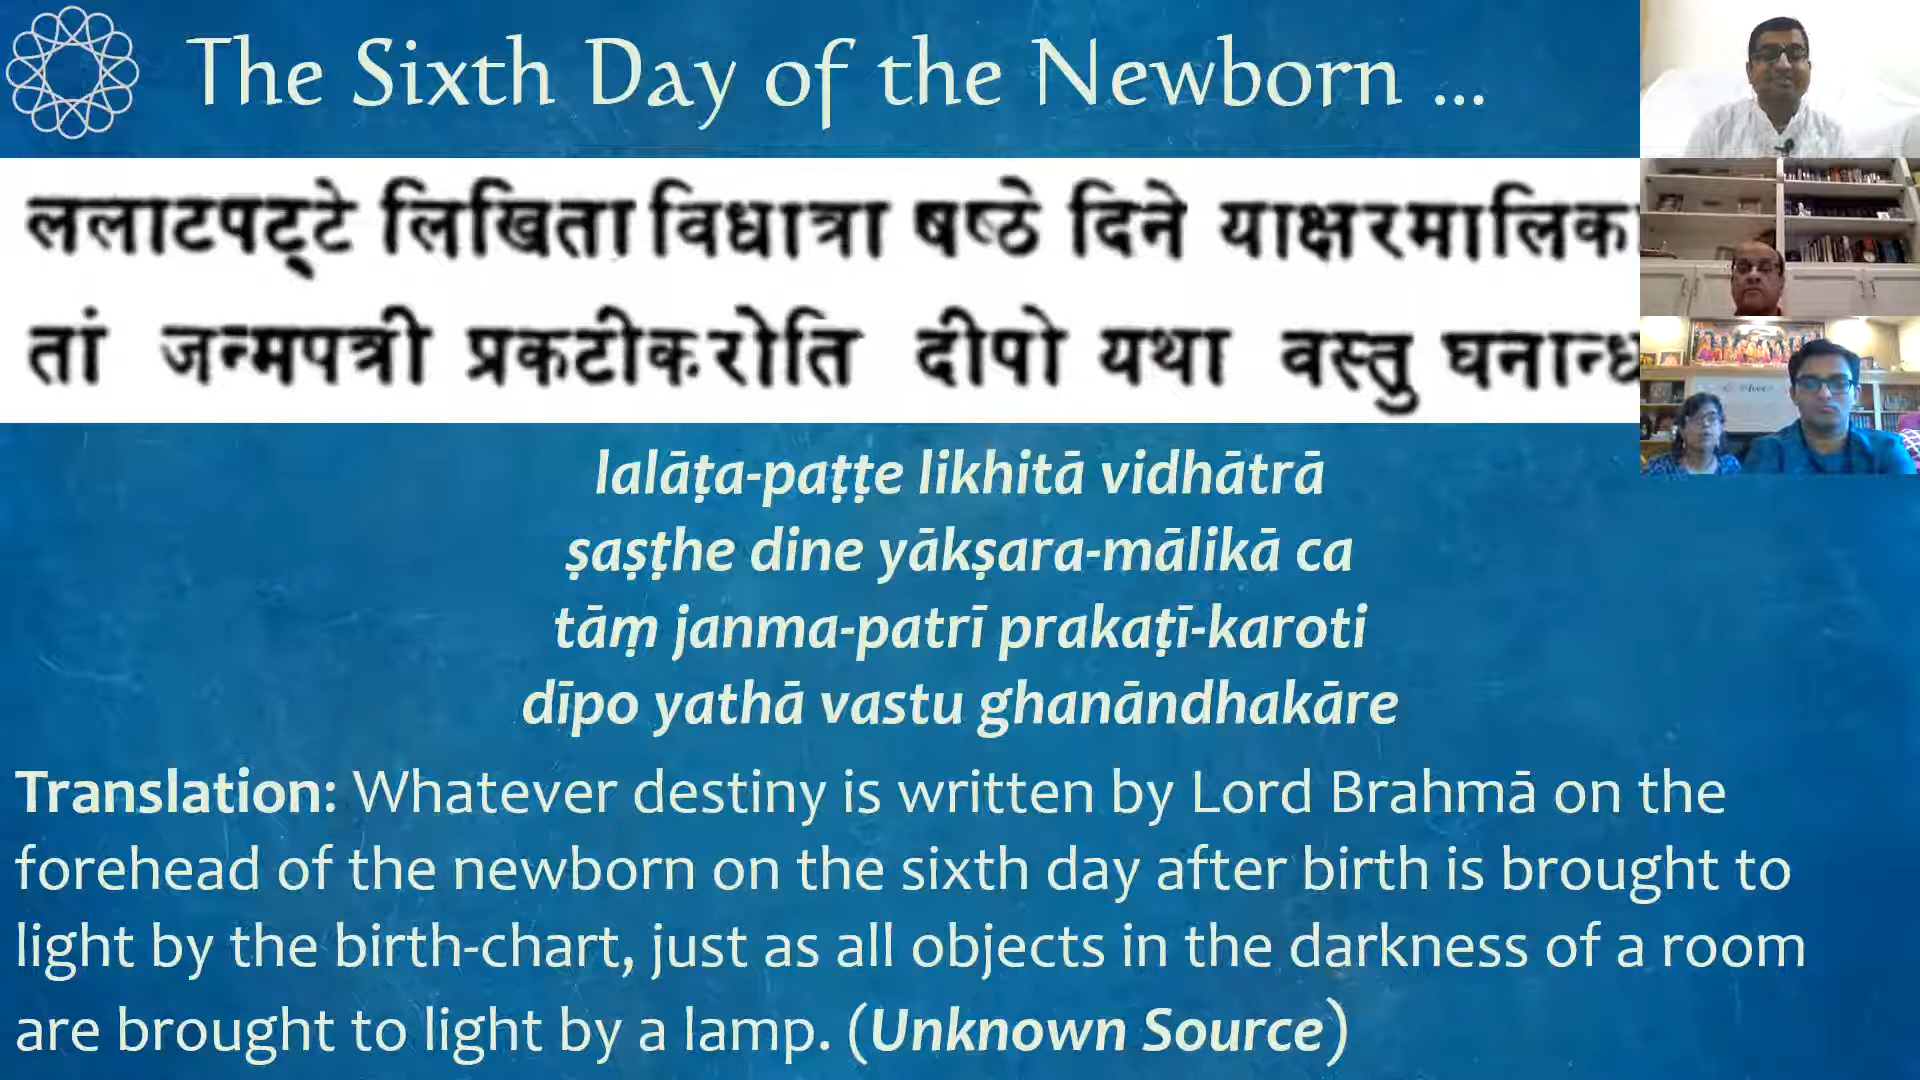 The Sixth Day of the Newborn ...
ललाटपट्टे लिखिता विधात्रा षष्ठे दिने याक्षरमालिका
तां जन्मपत्री प्रकटीकरोति दीपो यथा वस्तु
lalāṭa-paṭṭe likhitā vidhātrā
ṣaṣṭhe dine yākṣara-mālikā ca
tāṃ janma-patrī prakaṭī-karoti
dīpo yathā vastu ghanāndhakāre
Translation: Whatever destiny is written by Lord Brahmā on the
forehead of the newborn on the sixth day after birth is brought to
light by the birth-chart, just as all objects in the darkness of a room
are brought to light by a lamp. (Unknown Source)